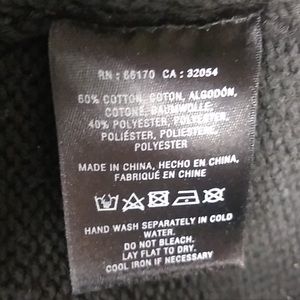 RN : 66170 CA : 32054
60% COTTON, COTON, ALGODÓN,
COTONE, BAUMWOLLE
40% POLYESTER, POLYESTER,
POLIÉSTER, POLIESTERE,
POLYESTER
MADE IN CHINA, HECHO EN CHINA,
FABRIQUÉ EN CHINE
HAND WASH SEPARATELY IN COLD
WATER.
DO NOT BLEACH.
LAY FLAT TO DRY.
COOL IRON IF NECESSARY